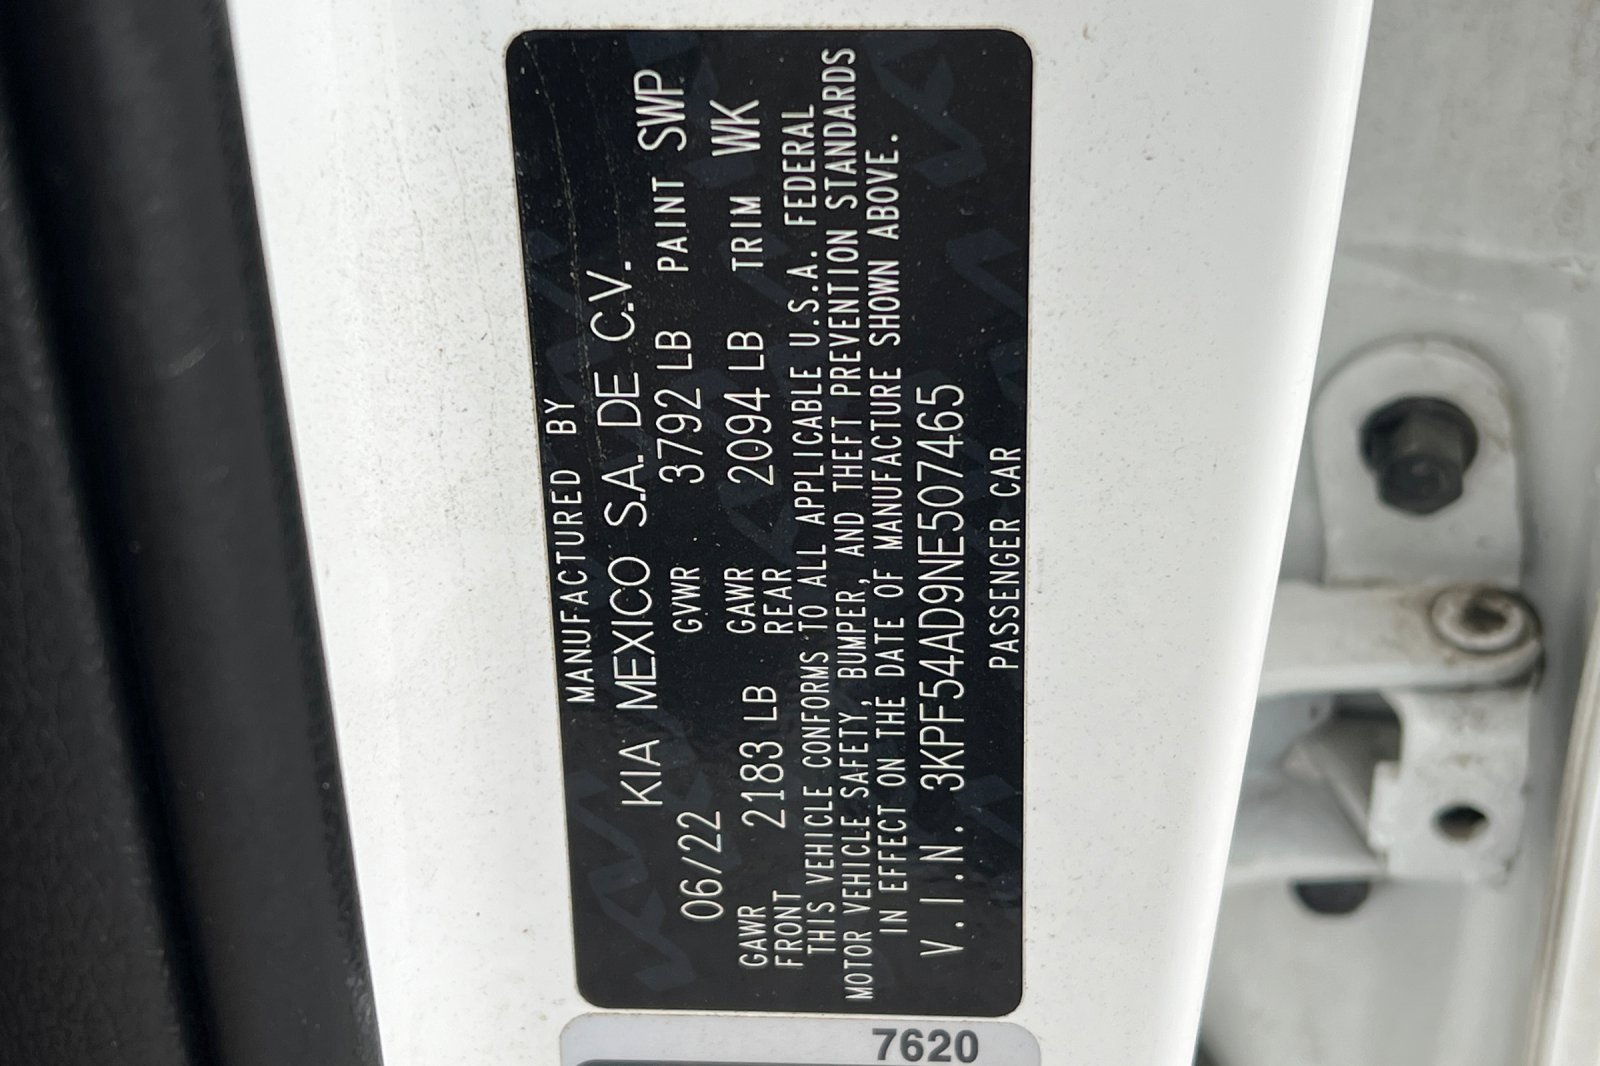 MANUFACTURED BY
KIA MEXICO S.A. DE C.V.
06/22 GVWR 3792 LB PAINT SWP
GAWR FRONT 2183 LB GAWR REAR 2094 LB TRIM WK
THIS VEHICLE CONFORMS TO ALL APPLICABLE U.S.A. FEDERAL
MOTOR VEHICLE SAFETY, BUMPER, AND THEFT PREVENTION STANDARDS
IN EFFECT ON THE DATE OF MANUFACTURE SHOWN ABOVE.
V.I.N. 3KPF54AD9NE507465
PASSENGER CAR
7620